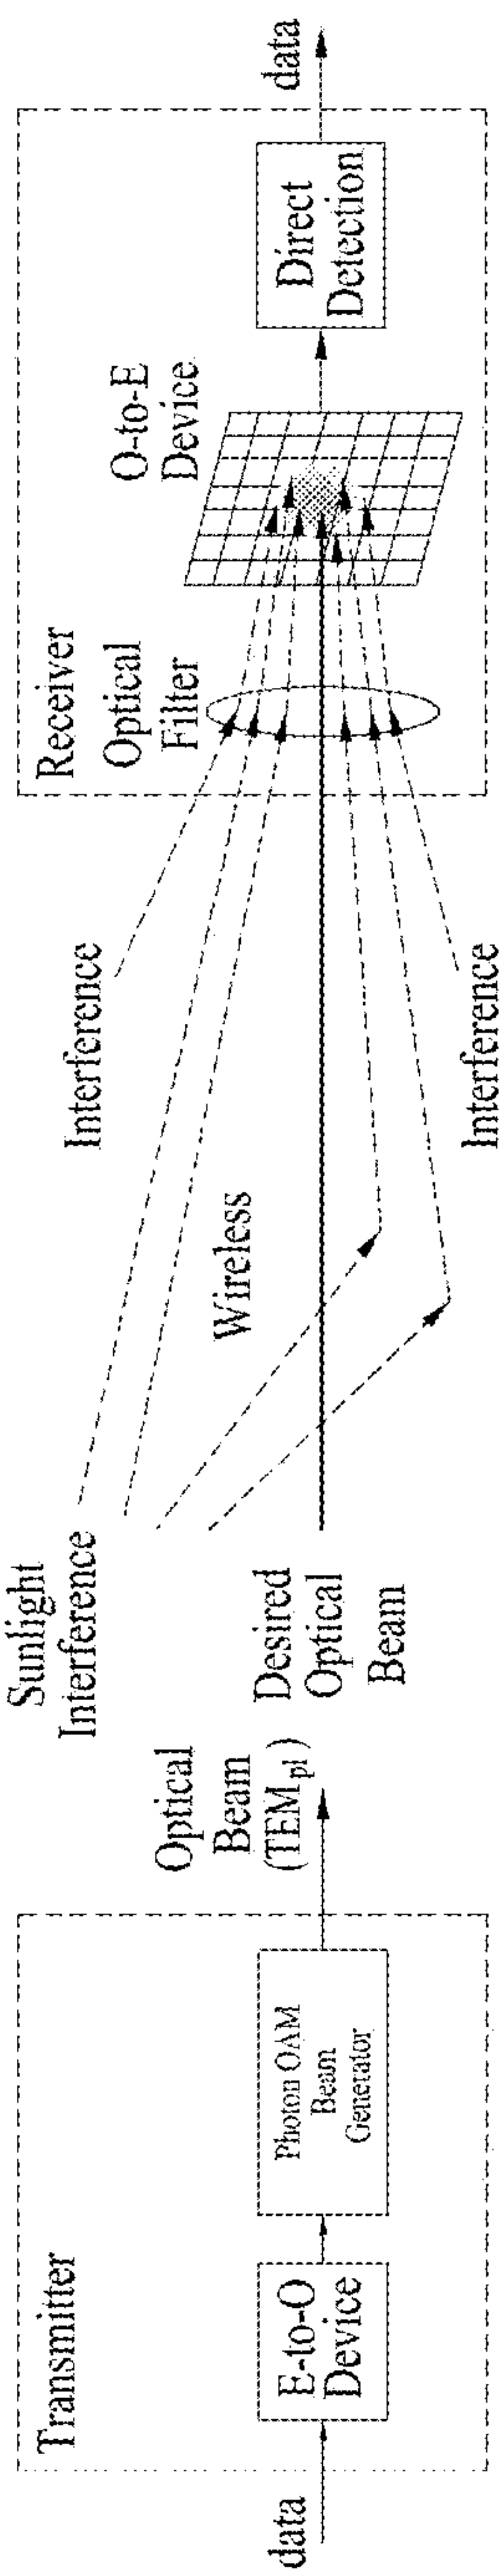 data
Transmitter
E-to-O
Device
Photon OAM
Beam
Generator
Optical
Beam
(TEMpl)
Sunlight
Interference
Desired
Optical
Beam
Wireless
Interference
Interference
Receiver
Optical
Filter
O-to-E
Device
Direct
Detection
data